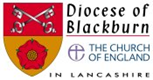 Diocese of
Blackburn
THE CHURCH
OF ENGLAND
IN LANCASHIRE